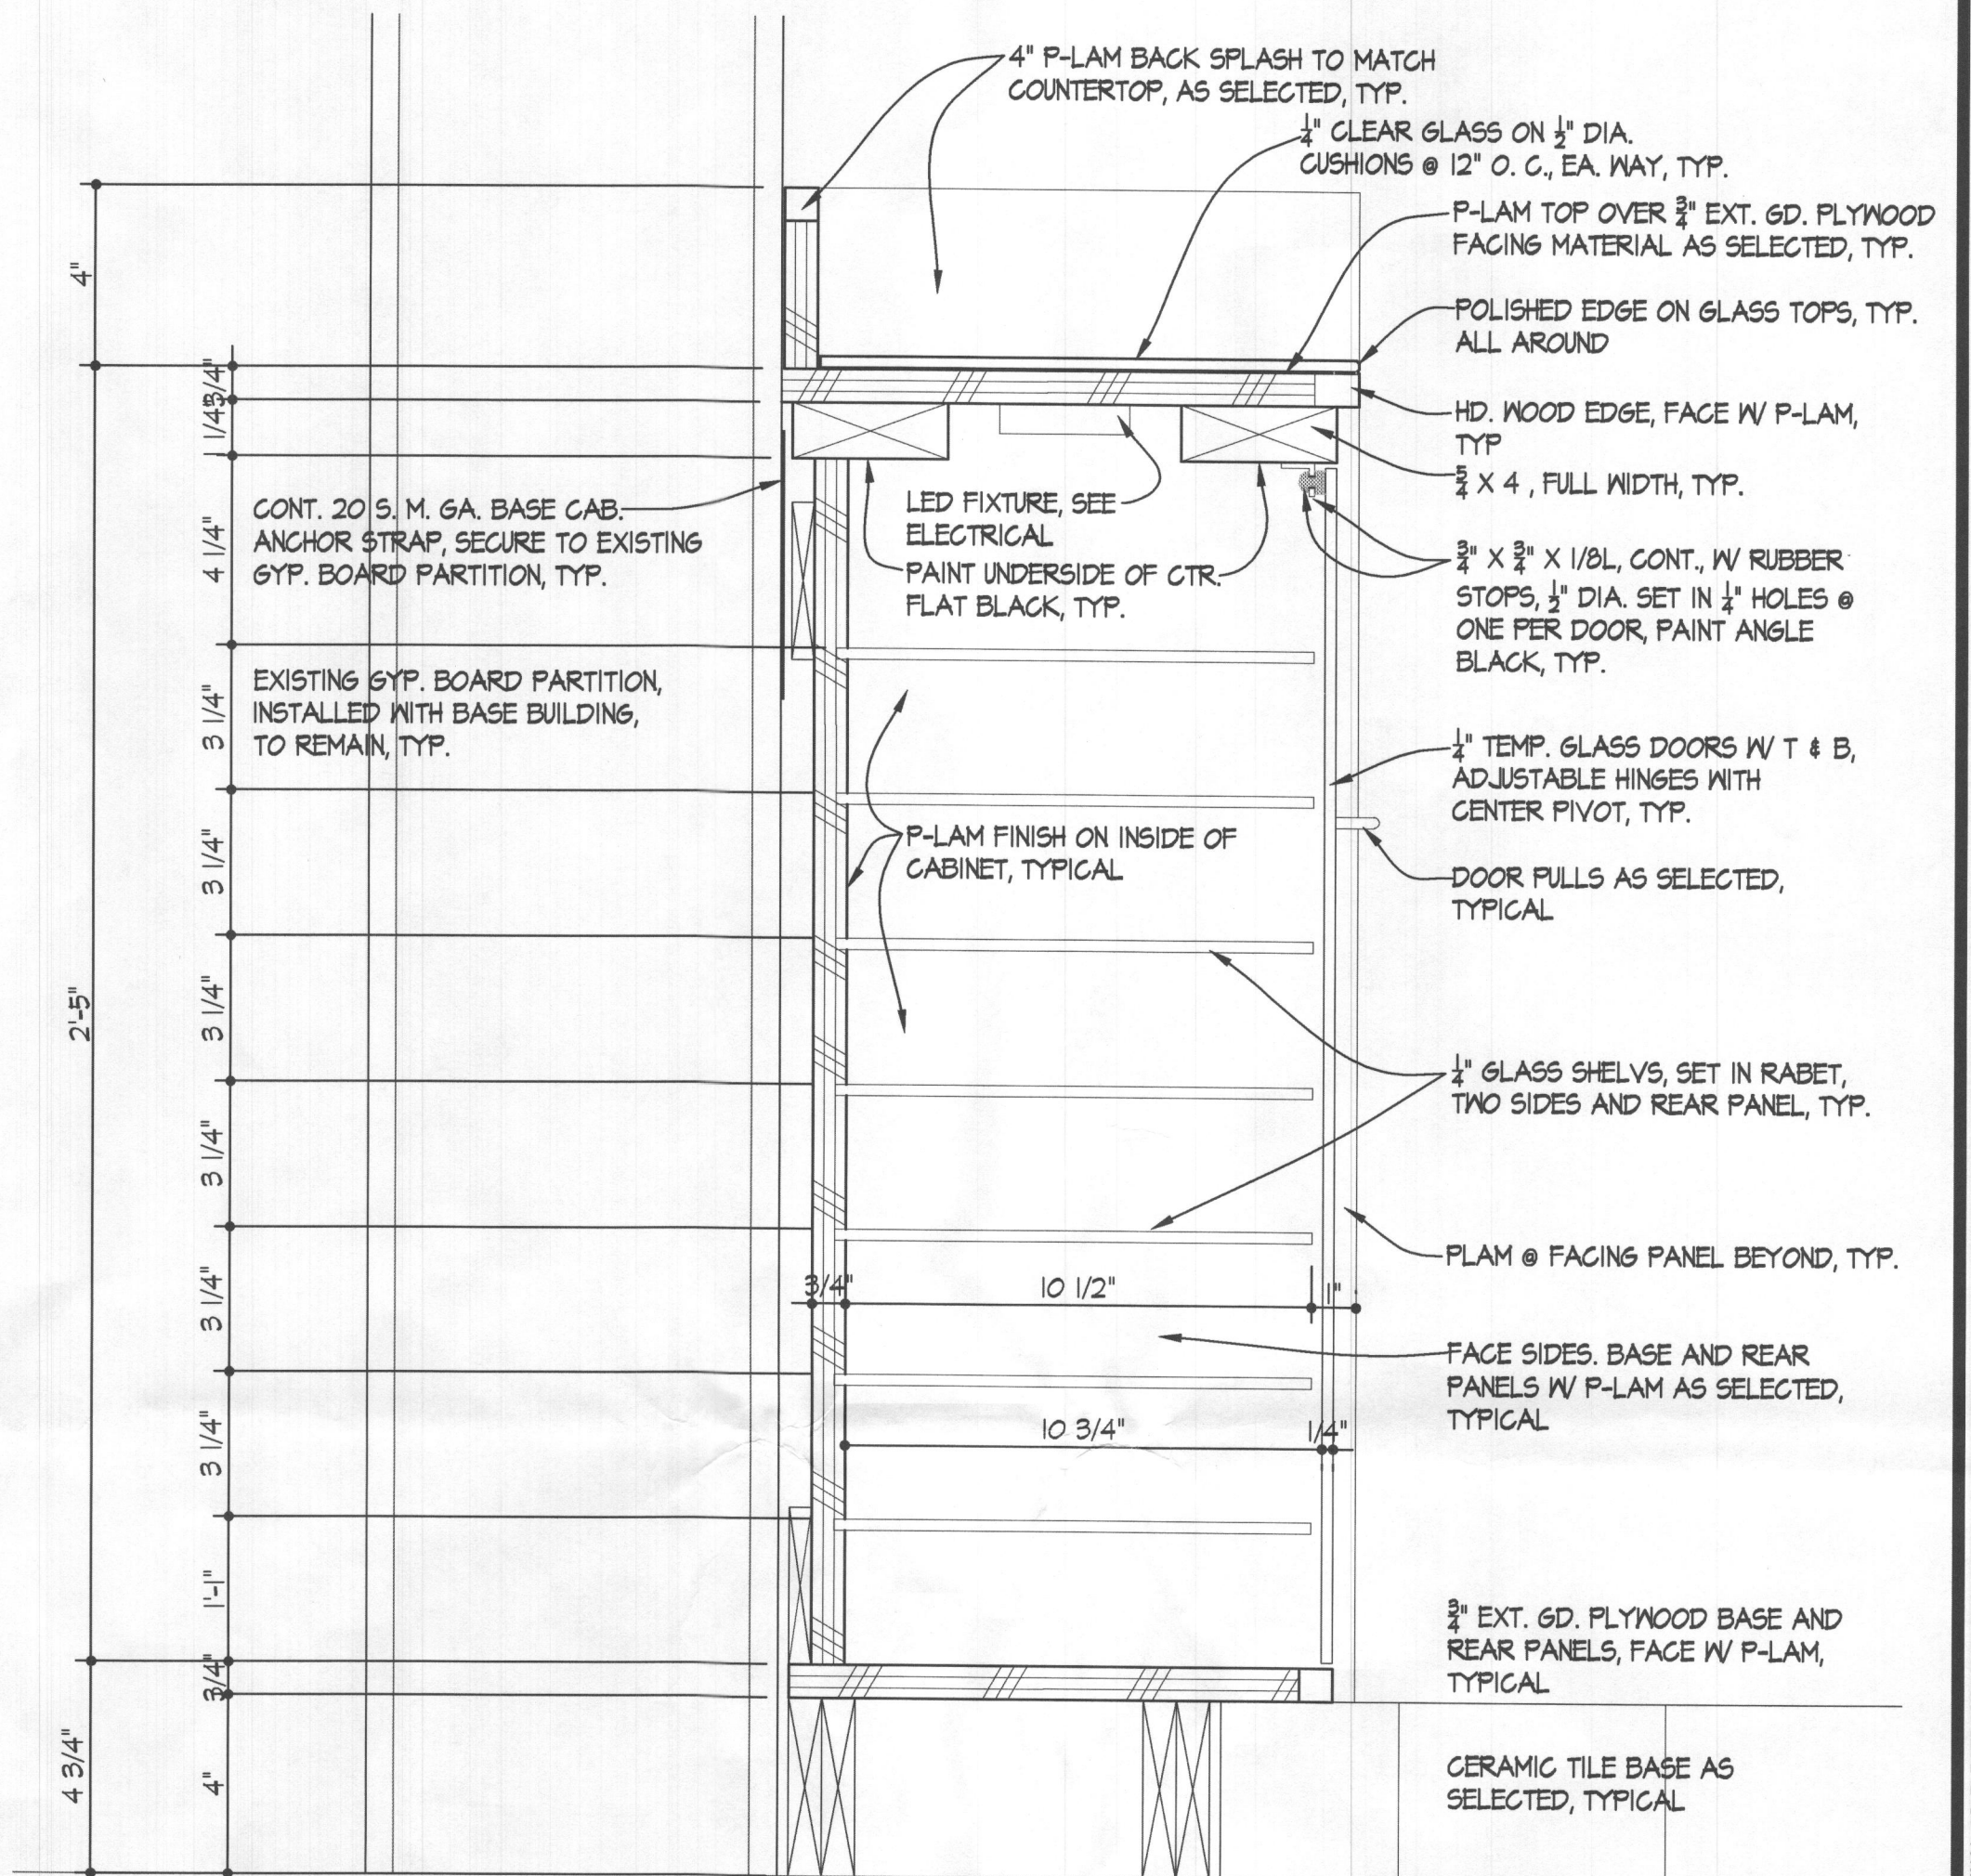 4" P-LAM BACK SPLASH TO MATCH
COUNTERTOP, AS SELECTED, TYP.
1/4" CLEAR GLASS ON 1/2" DIA.
CUSHIONS @ 12" O. C., EA. WAY, TYP.
P-LAM TOP OVER 3/4" EXT. GD. PLYWOOD
FACING MATERIAL AS SELECTED, TYP.
POLISHED EDGE ON GLASS TOPS, TYP.
ALL AROUND
HD. WOOD EDGE, FACE W/ P-LAM,
TYP
5/4 X 4 , FULL WIDTH, TYP.
3/4" X 3/4" X 1/8L, CONT., W/ RUBBER
STOPS, 1/2" DIA. SET IN 1/4" HOLES @
ONE PER DOOR, PAINT ANGLE
BLACK, TYP.
1/4" TEMP. GLASS DOORS W/ T & B,
ADJUSTABLE HINGES WITH
CENTER PIVOT, TYP.
DOOR PULLS AS SELECTED,
TYPICAL
1/4" GLASS SHELVS, SET IN RABET,
TWO SIDES AND REAR PANEL, TYP.
PLAM @ FACING PANEL BEYOND, TYP.
FACE SIDES. BASE AND REAR
PANELS W/ P-LAM AS SELECTED,
TYPICAL
3/4" EXT. GD. PLYWOOD BASE AND
REAR PANELS, FACE W/ P-LAM,
TYPICAL
CERAMIC TILE BASE AS
SELECTED, TYPICAL
LED FIXTURE, SEE
ELECTRICAL
PAINT UNDERSIDE OF CTR.
FLAT BLACK, TYP.
P-LAM FINISH ON INSIDE OF
CABINET, TYPICAL
3/4"
10 1/2"
1"
10 3/4"
1/4"
CONT. 20 S. M. GA. BASE CAB.
ANCHOR STRAP, SECURE TO EXISTING
GYP. BOARD PARTITION, TYP.
EXISTING GYP. BOARD PARTITION,
INSTALLED WITH BASE BUILDING,
TO REMAIN, TYP.
4"
2'-5"
4 3/4"
3/4"
1 1/4"
4 1/4"
3 1/4"
3 1/4"
3 1/4"
3 1/4"
3 1/4"
3 1/4"
1'-1"
3/4"
4"